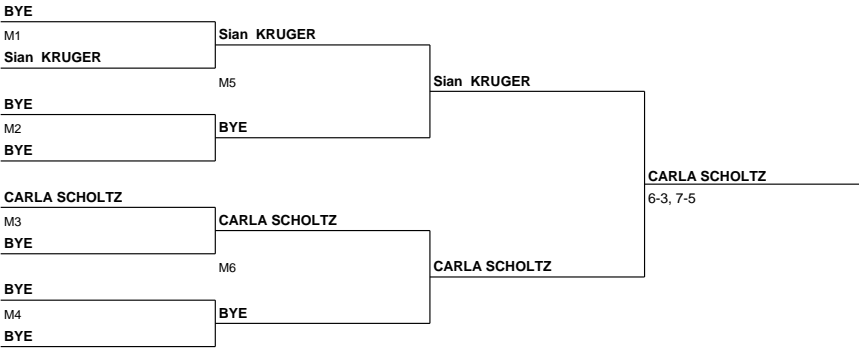 BYE
M1
Sian KRUGER
BYE
M2
BYE
CARLA SCHOLTZ
M3
BYE
BYE
M4
BYE
Sian KRUGER
M5
BYE
CARLA SCHOLTZ
M6
BYE
Sian KRUGER
CARLA SCHOLTZ
CARLA SCHOLTZ
6-3, 7-5